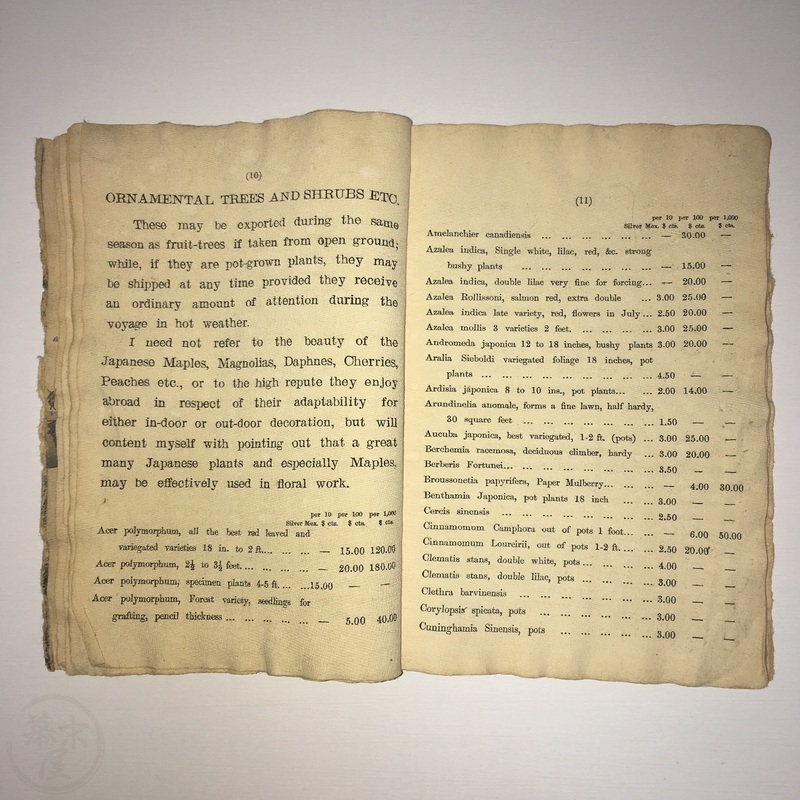 (10)
ORNAMENTAL TREES AND SHRUBS ETC.
These may be exported during the same
season as fruit-trees if taken from open ground;
while, if they are pot-grown plants, they may
be shipped at any time provided they receive
an ordinary amount of attention during the
voyage in hot weather.
I need not refer to the beauty of the
Japanese Maples, Magnolias, Daphnes, Cherries,
Peaches etc., or to the high repute they enjoy
abroad in respect of their adaptability for
either in-door or out-door decoration, but will
content myself with pointing out that a great
many Japanese plants and especially Maples,
may be effectively used in floral work.
per 10 per 100 per 1,000
Silver Mex. $ cts. $ cts. $ cts.
Acer polymorphum, all the best red leaved and
variegated varieties 18 in. to 2 ft.... ... ... — 15.00 120.00
Acer polymorphum, 2½ to 3½ feet... ... ... ... — 20.00 180.00
Acer polymorphum; specimen plants 4-5 ft. ... ...15.00 — —
Acer polymorphum, Forest variety, seedlings for
grafting, pencil thickness ... ... ... ... ... — 5.00 40.00
(11)
per 10 per 100 per 1,000
Silver Mex. $ cts. $ cts. $ cts.
Amelanchier canadiensis ... ... ... ... ... ... — 30.00 —
Azalea indica, Single white, lilac, red, &c. strong
bushy plants ... ... ... ... ... ... — 15.00 —
Azalea indica, double lilac very fine for forcing... — 20.00 —
Azalea Rollissoni, salmon red, extra double ... 3.00 25.00 —
Azalea indica late variety, red, flowers in July ... 2.50 20.00 —
Azalea mollis 3 varieties 2 feet. ... ... ... ... 3.00 25.00 —
Andromeda japonica 12 to 18 inches, bushy plants 3.00 20.00 —
Aralia Sieboldi variegated foliage 18 inches, pot
plants ... ... ... ... ... ... ... ... 4.50 — —
Ardisia japonica 8 to 10 ins., pot plants... ... 2.00 14.00 —
Arundinelia anomale, forms a fine lawn, half hardy,
30 square feet ... ... ... ... ... ... 1.50 — —
Aucuba japonica, best variegated, 1-2 ft. (pots) ... 3.00 25.00 —
Berchemia racemosa, deciduous climber, hardy ... 3.00 20.00 —
Berberis Fortunei... ... ... ... ... ... ... 3.50 — —
Broussonetia papyrifera, Paper Mulberry... ... ... — 4.00 30.00
Benthamia Japonica, pot plants 18 inch ... ... 3.00 — —
Cercis sinensis ... ... ... ... ... ... ... ... 2.50 — —
Cinnamomum Camphora out of pots 1 foot... ... — 6.00 50.00
Cinnamomum Loureirii, out of pots 1-2 ft. ... ... 2.50 20.00 —
Clematis stans, double white, pots ... ... ... ... 4.00 — —
Clematis stans, double lilac, pots ... ... ... ... 3.00 — —
Clethra barvinensis ... ... ... ... ... ... ... 3.00 — —
Corylopsis spicata, pots ... ... ... ... ... ... 3.00 — —
Cuninghamia Sinensis, pots ... ... ... ... ... 3.00 — —
幕末屋